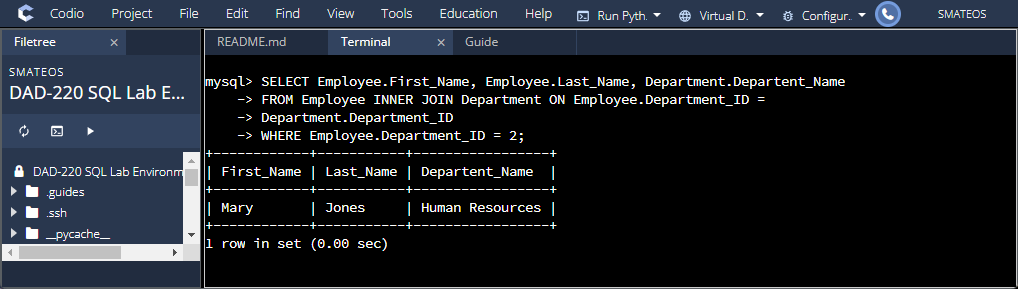 Codio Project File Edit Find View Tools Education Help Run Pyth. Virtual D. Configur.. SMATEOS
Filetree × README.md Terminal × Guide
SMATEOS
DAD-220 SQL Lab E...
DAD-220 SQL Lab Environm
.guides
.ssh
__pycache__
mysql> SELECT Employee.First_Name, Employee.Last_Name, Department.Departent_Name
-> FROM Employee INNER JOIN Department ON Employee.Department_ID =
-> Department.Department_ID
-> WHERE Employee.Department_ID = 2;
+------------+-----------+-----------------+
| First_Name | Last_Name | Departent_Name  |
+------------+-----------+-----------------+
| Mary       | Jones     | Human Resources |
+------------+-----------+-----------------+
1 row in set (0.00 sec)